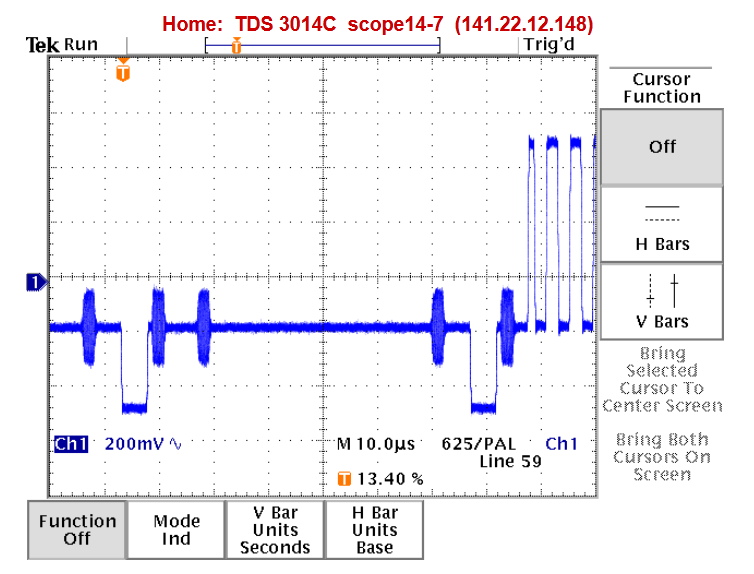 Home: TDS 3014C scope14-7 (141.22.12.148)
Tek Run
Trig'd
T
T
1
Ch1 200mV ∿
M 10.0µs
625/PAL
Line 59
Ch1
T 13.40 %
Cursor
Function
Off
H Bars
V Bars
Bring
Selected
Cursor To
Center Screen
Bring Both
Cursors On
Screen
Function
Off
Mode
Ind
V Bar
Units
Seconds
H Bar
Units
Base